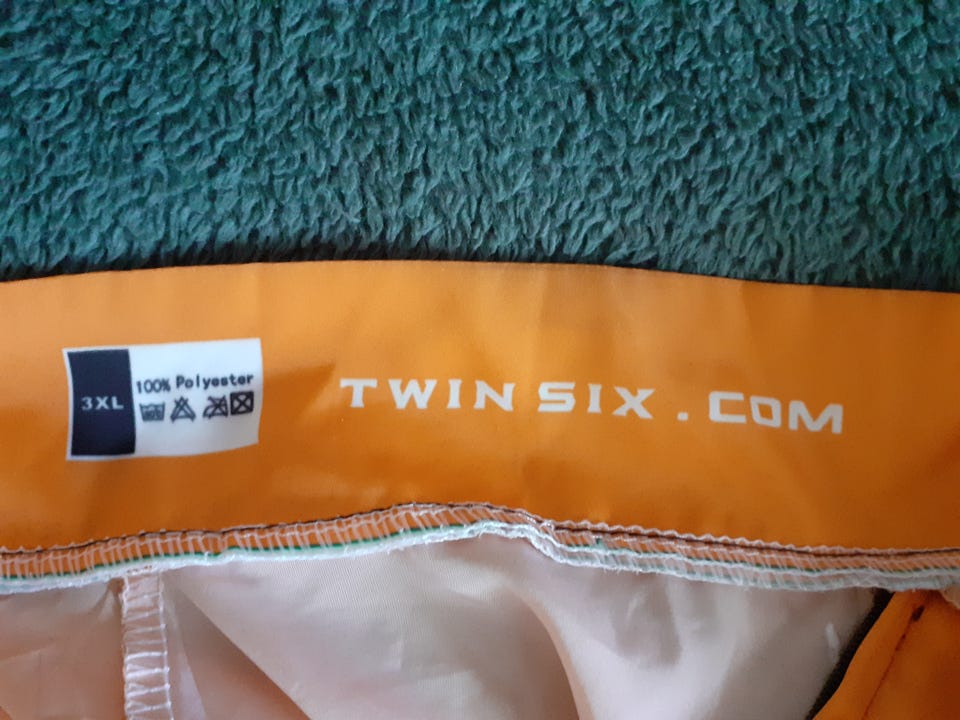 3XL
100% Polyester
TWIN SIX . COM